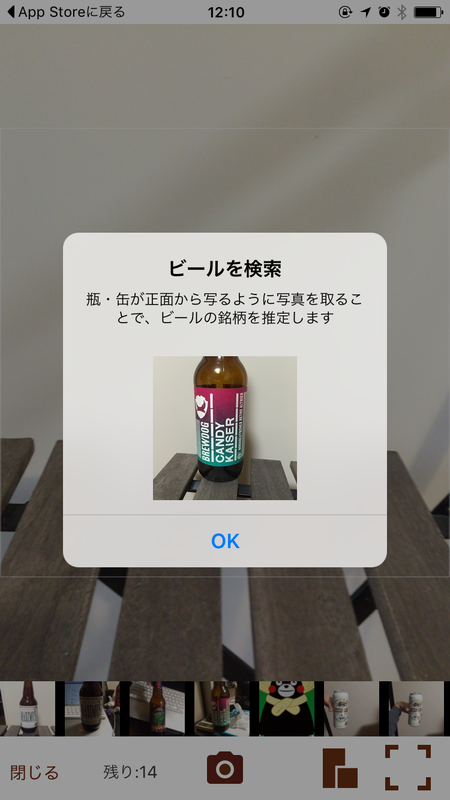 App Storeに戻る
12:10
ビールを検索
瓶・缶が正面から写るように写真を取るこ
とで、ビールの銘柄を推定します
BREWDOG
CANDY
KAISER
OK
閉じる
残り:14